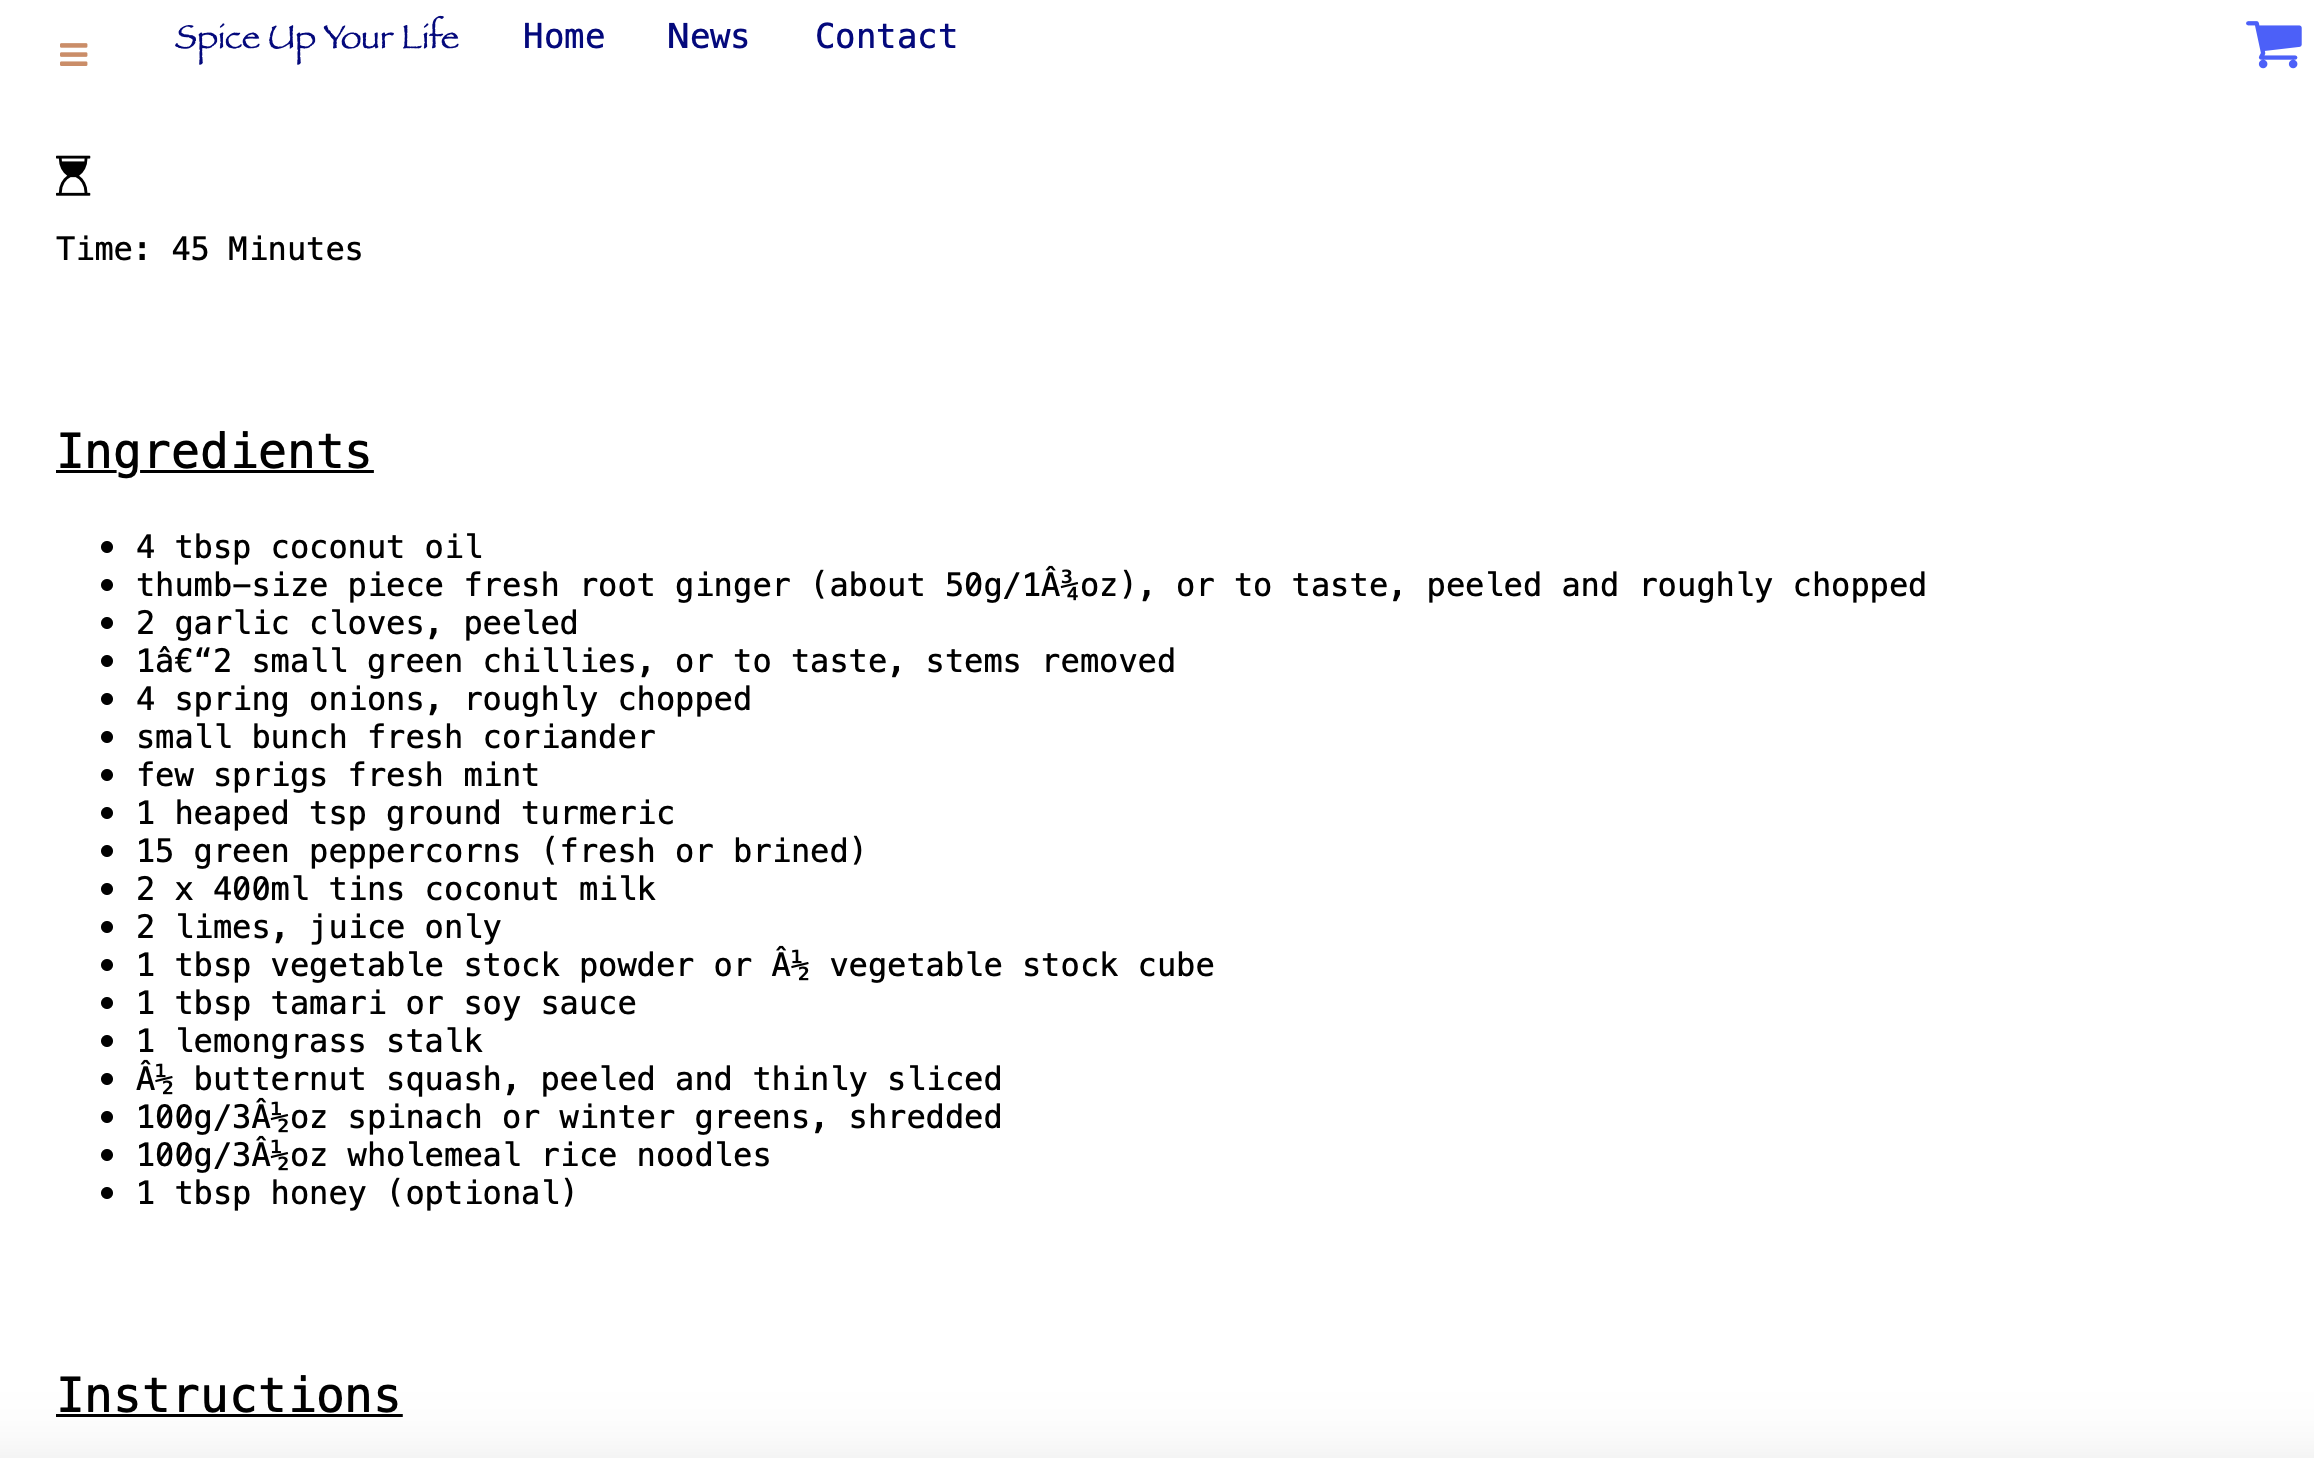 Spice Up Your Life Home News Contact
Time: 45 Minutes
Ingredients
• 4 tbsp coconut oil
• thumb-size piece fresh root ginger (about 50g/1Â¾oz), or to taste, peeled and roughly chopped
• 2 garlic cloves, peeled
• 1â€“2 small green chillies, or to taste, stems removed
• 4 spring onions, roughly chopped
• small bunch fresh coriander
• few sprigs fresh mint
• 1 heaped tsp ground turmeric
• 15 green peppercorns (fresh or brined)
• 2 x 400ml tins coconut milk
• 2 limes, juice only
• 1 tbsp vegetable stock powder or Â½ vegetable stock cube
• 1 tbsp tamari or soy sauce
• 1 lemongrass stalk
• Â½ butternut squash, peeled and thinly sliced
• 100g/3Â½oz spinach or winter greens, shredded
• 100g/3Â½oz wholemeal rice noodles
• 1 tbsp honey (optional)
Instructions